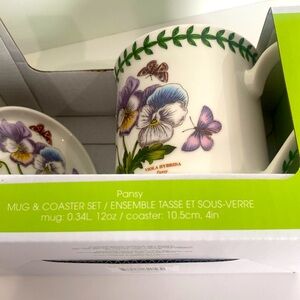 VIOLA HYBRIDA
Pansy
Pansy
MUG & COASTER SET / ENSEMBLE TASSE ET SOUS-VERRE
mug: 0.34L, 12oz / coaster: 10.5cm, 4in